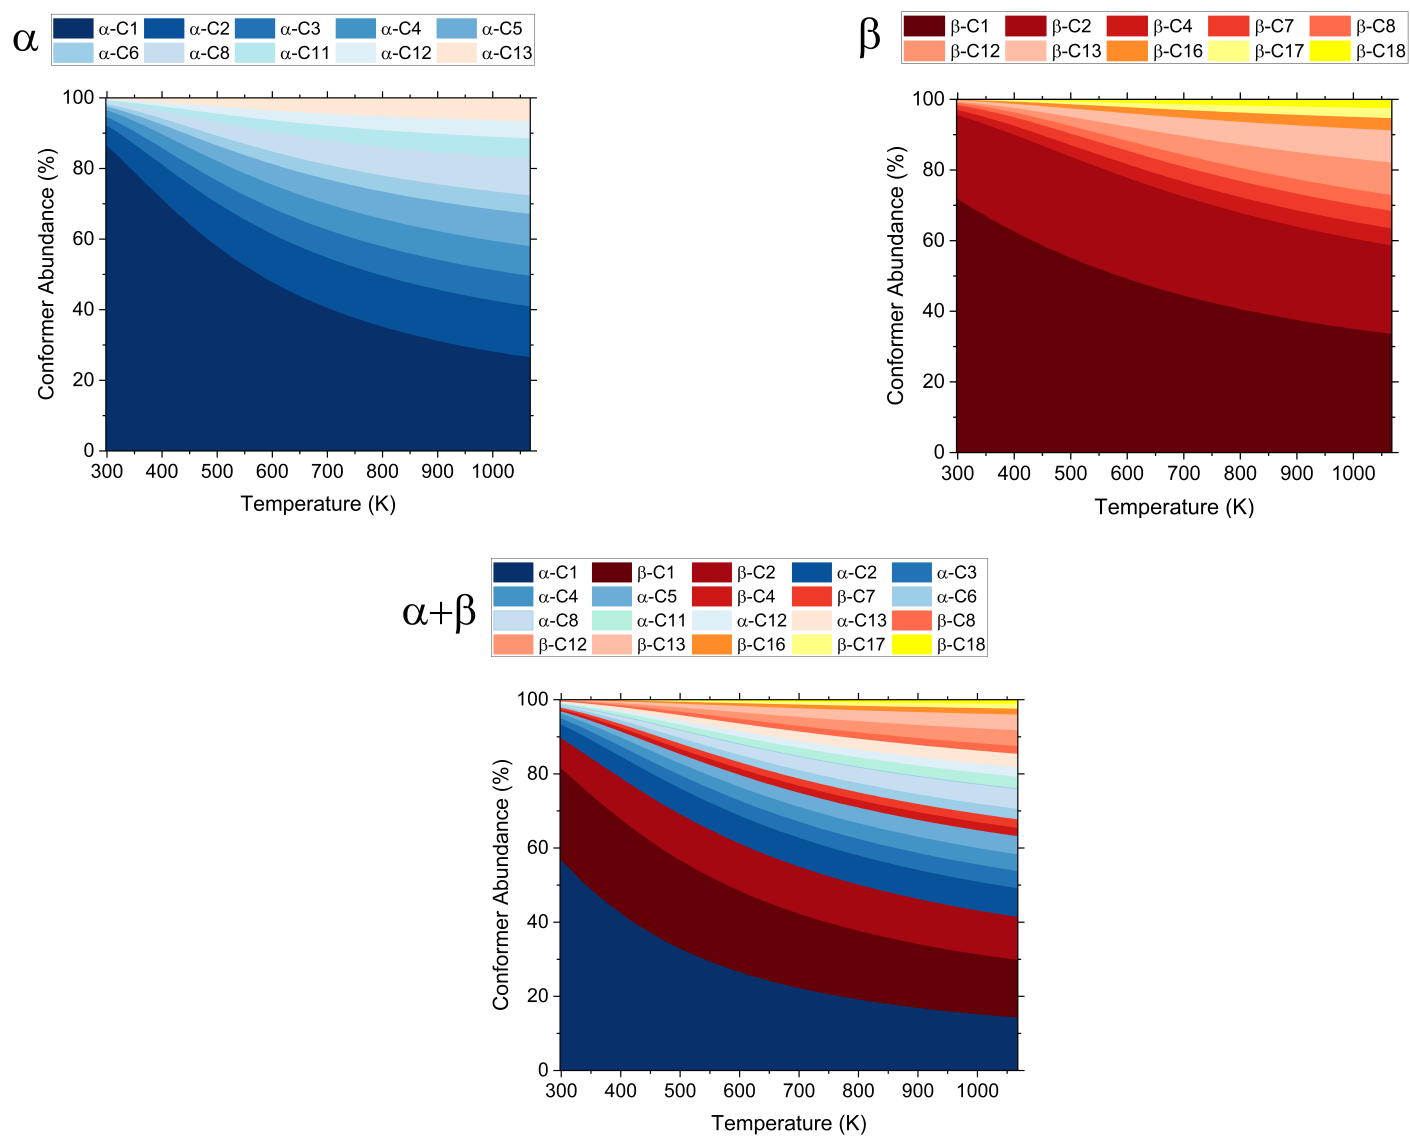 α
α-C1 α-C2 α-C3 α-C4 α-C5
α-C6 α-C8 α-C11 α-C12 α-C13
Conformer Abundance (%)
100
80
60
40
20
0
300 400 500 600 700 800 900 1000
Temperature (K)
β
β-C1 β-C2 β-C4 β-C7 β-C8
β-C12 β-C13 β-C16 β-C17 β-C18
Conformer Abundance (%)
100
80
60
40
20
0
300 400 500 600 700 800 900 1000
Temperature (K)
α+β
α-C1 β-C1 β-C2 α-C2 α-C3
α-C4 α-C5 β-C4 β-C7 α-C6
α-C8 α-C11 α-C12 α-C13 β-C8
β-C12 β-C13 β-C16 β-C17 β-C18
Conformer Abundance (%)
100
80
60
40
20
0
300 400 500 600 700 800 900 1000
Temperature (K)